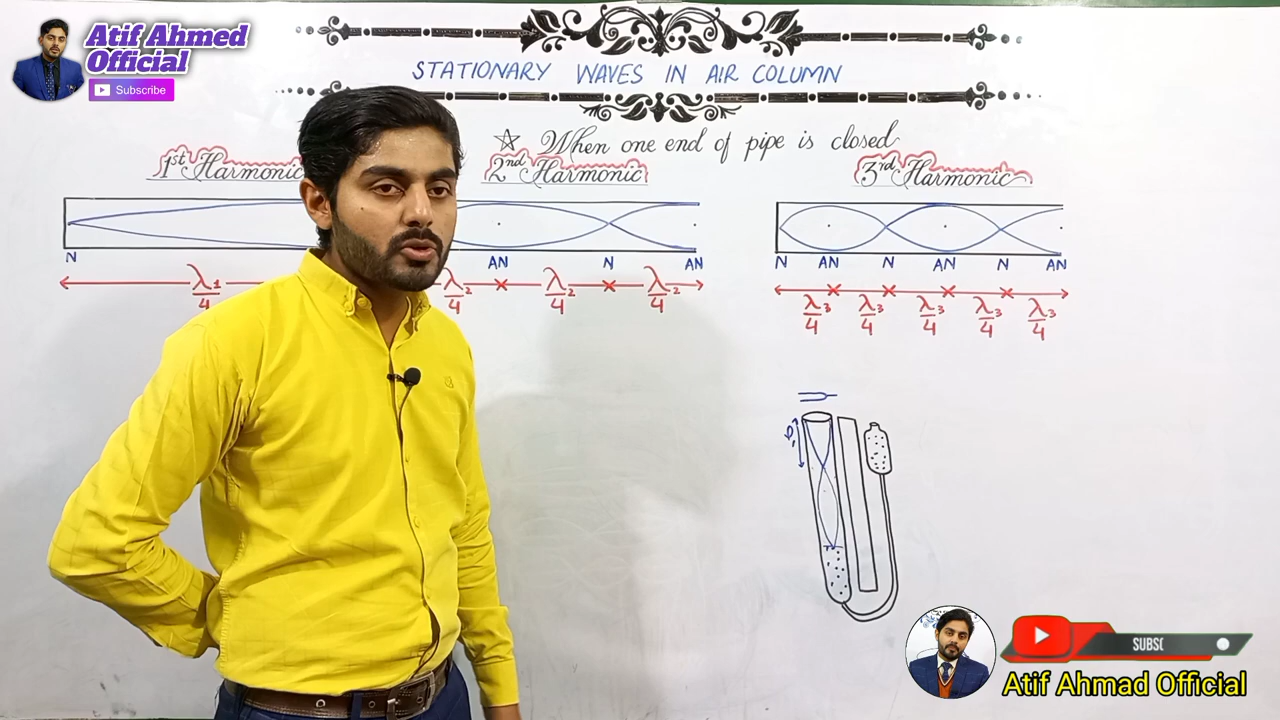 Atif Ahmed
Official
Subscribe
STATIONARY WAVES IN AIR COLUMN
☆ When one end of pipe is closed
1st Harmonic
2nd Harmonic
3rd Harmonic
N
AN N AN
N AN N AN N AN
λ1/4
λ2/4 λ2/4 λ2/4
λ3/4 λ3/4 λ3/4 λ3/4 λ3/4
SUBSC
Atif Ahmad Official